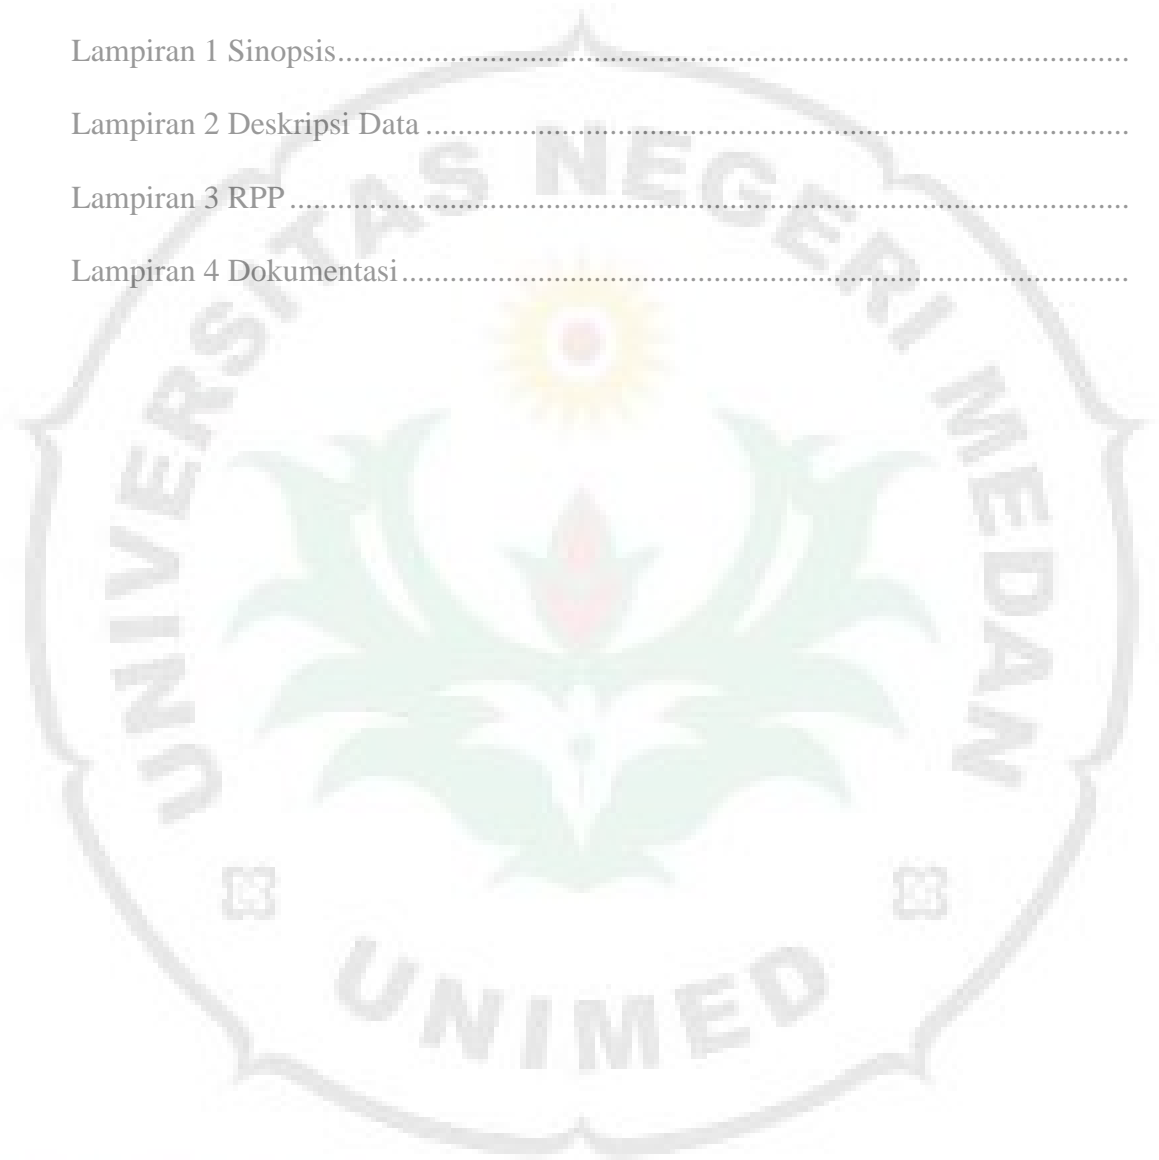 Lampiran 1 Sinopsis....................................................................................
Lampiran 2 Deskripsi Data ..........................................................................
Lampiran 3 RPP ........................................................................................
Lampiran 4 Dokumentasi.............................................................................
UNIVERSITAS NEGERI MEDAN
UNIMED